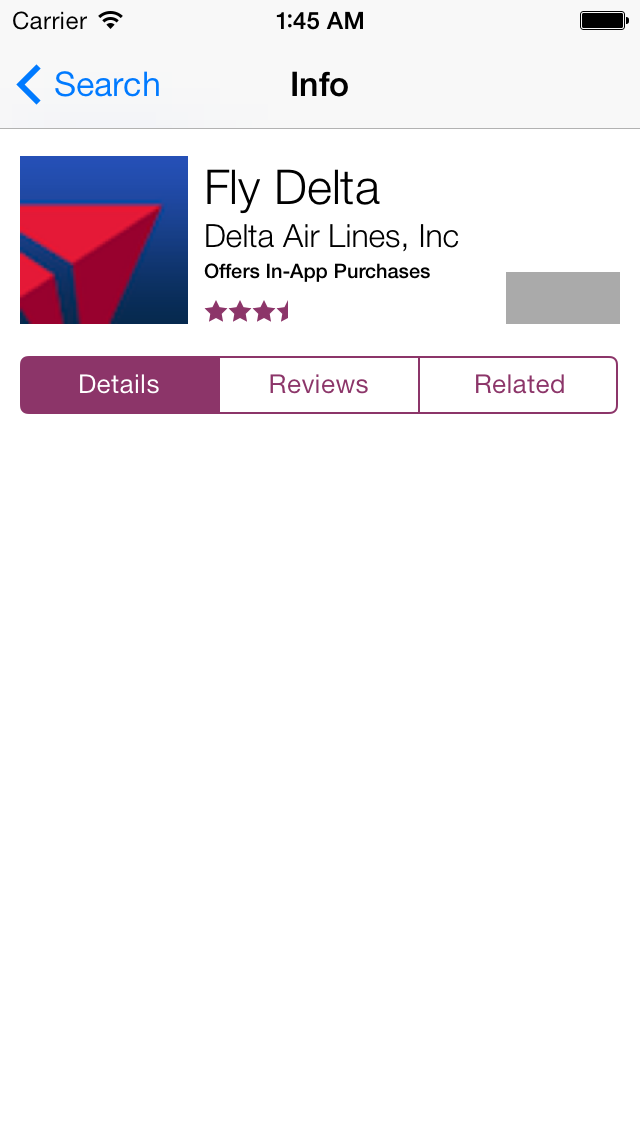 Carrier 1:45 AM
Search Info
Fly Delta
Delta Air Lines, Inc
Offers In-App Purchases
Details Reviews Related